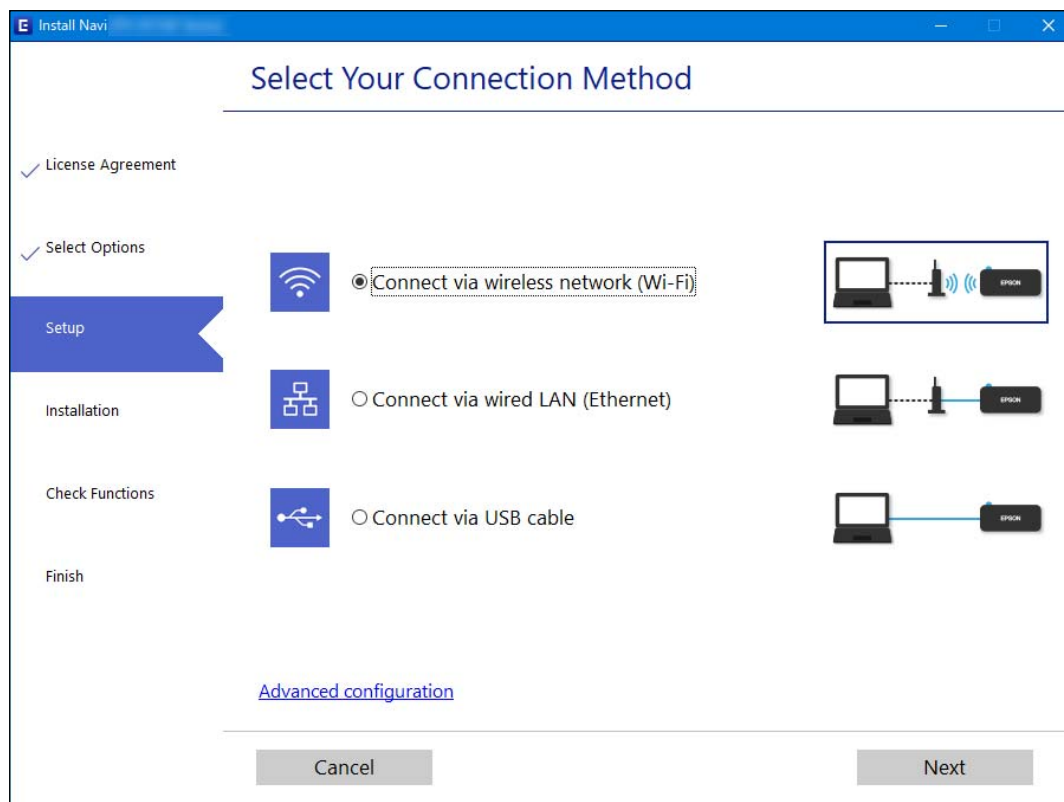 Install Navi
Select Your Connection Method
License Agreement
Select Options
Setup
Installation
Check Functions
Finish
Connect via wireless network (Wi-Fi)
EPSON
Connect via wired LAN (Ethernet)
EPSON
Connect via USB cable
EPSON
Advanced configuration
Cancel
Next